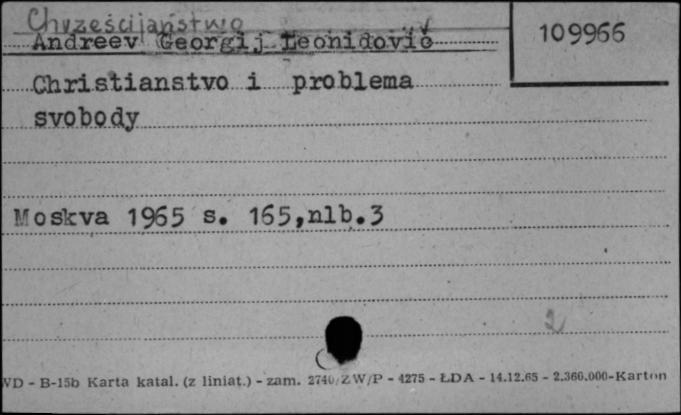 Chrześcijaństwo
109966
Andreev Georgij Leonidovič
Christianstvo i problema
svobody
Moskva 1965 s. 165,nlb.3
2
WD - B-15b Karta katal. (z liniat.) - zam. 2740/ZW/P - 4275 - ŁDA - 14.12.65 - 2.360.000-Karton